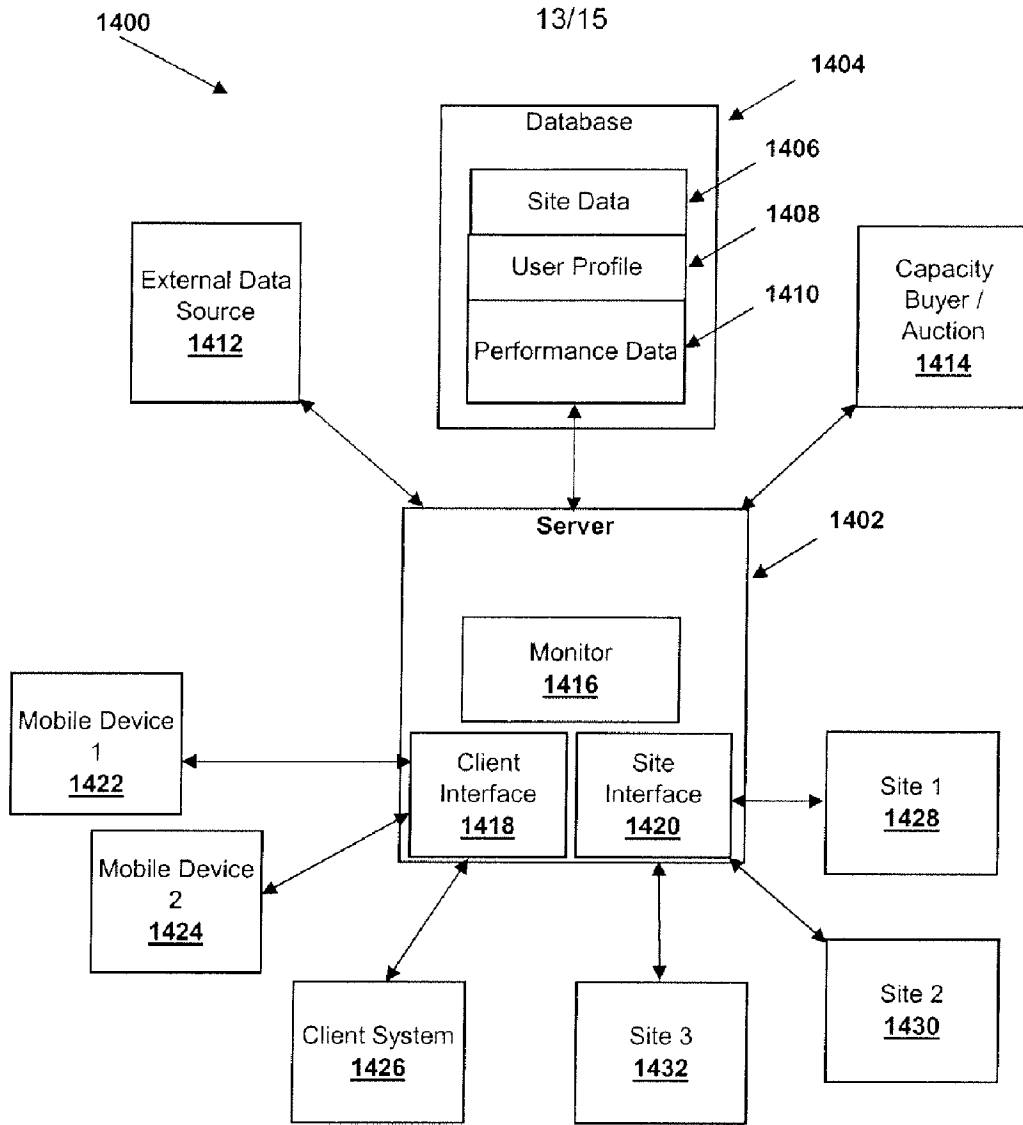 1400
13/15
1404
Database
1406
Site Data
1408
User Profile
1410
Performance Data
External Data
Source
1412
Capacity
Buyer /
Auction
1414
Server
1402
Monitor
1416
Mobile Device
1
1422
Client
Interface
1418
Site
Interface
1420
Site 1
1428
Mobile Device
2
1424
Client System
1426
Site 3
1432
Site 2
1430